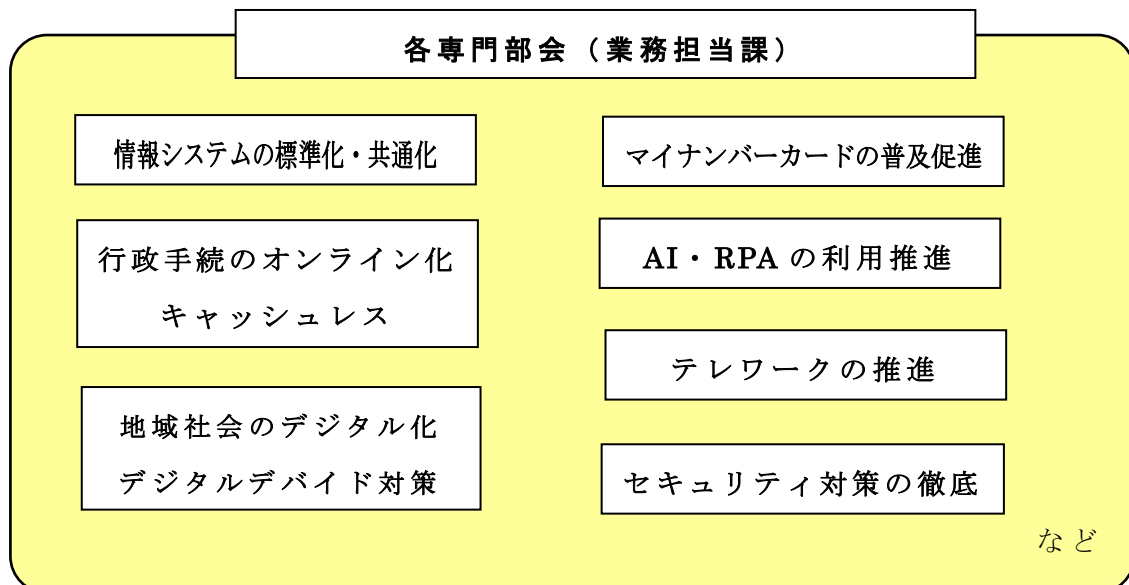 各専門部会（業務担当課）
情報システムの標準化・共通化
行政手続のオンライン化
キャッシュレス
地域社会のデジタル化
デジタルデバイド対策
マイナンバーカードの普及促進
AI・RPA の利用推進
テレワークの推進
セキュリティ対策の徹底
など